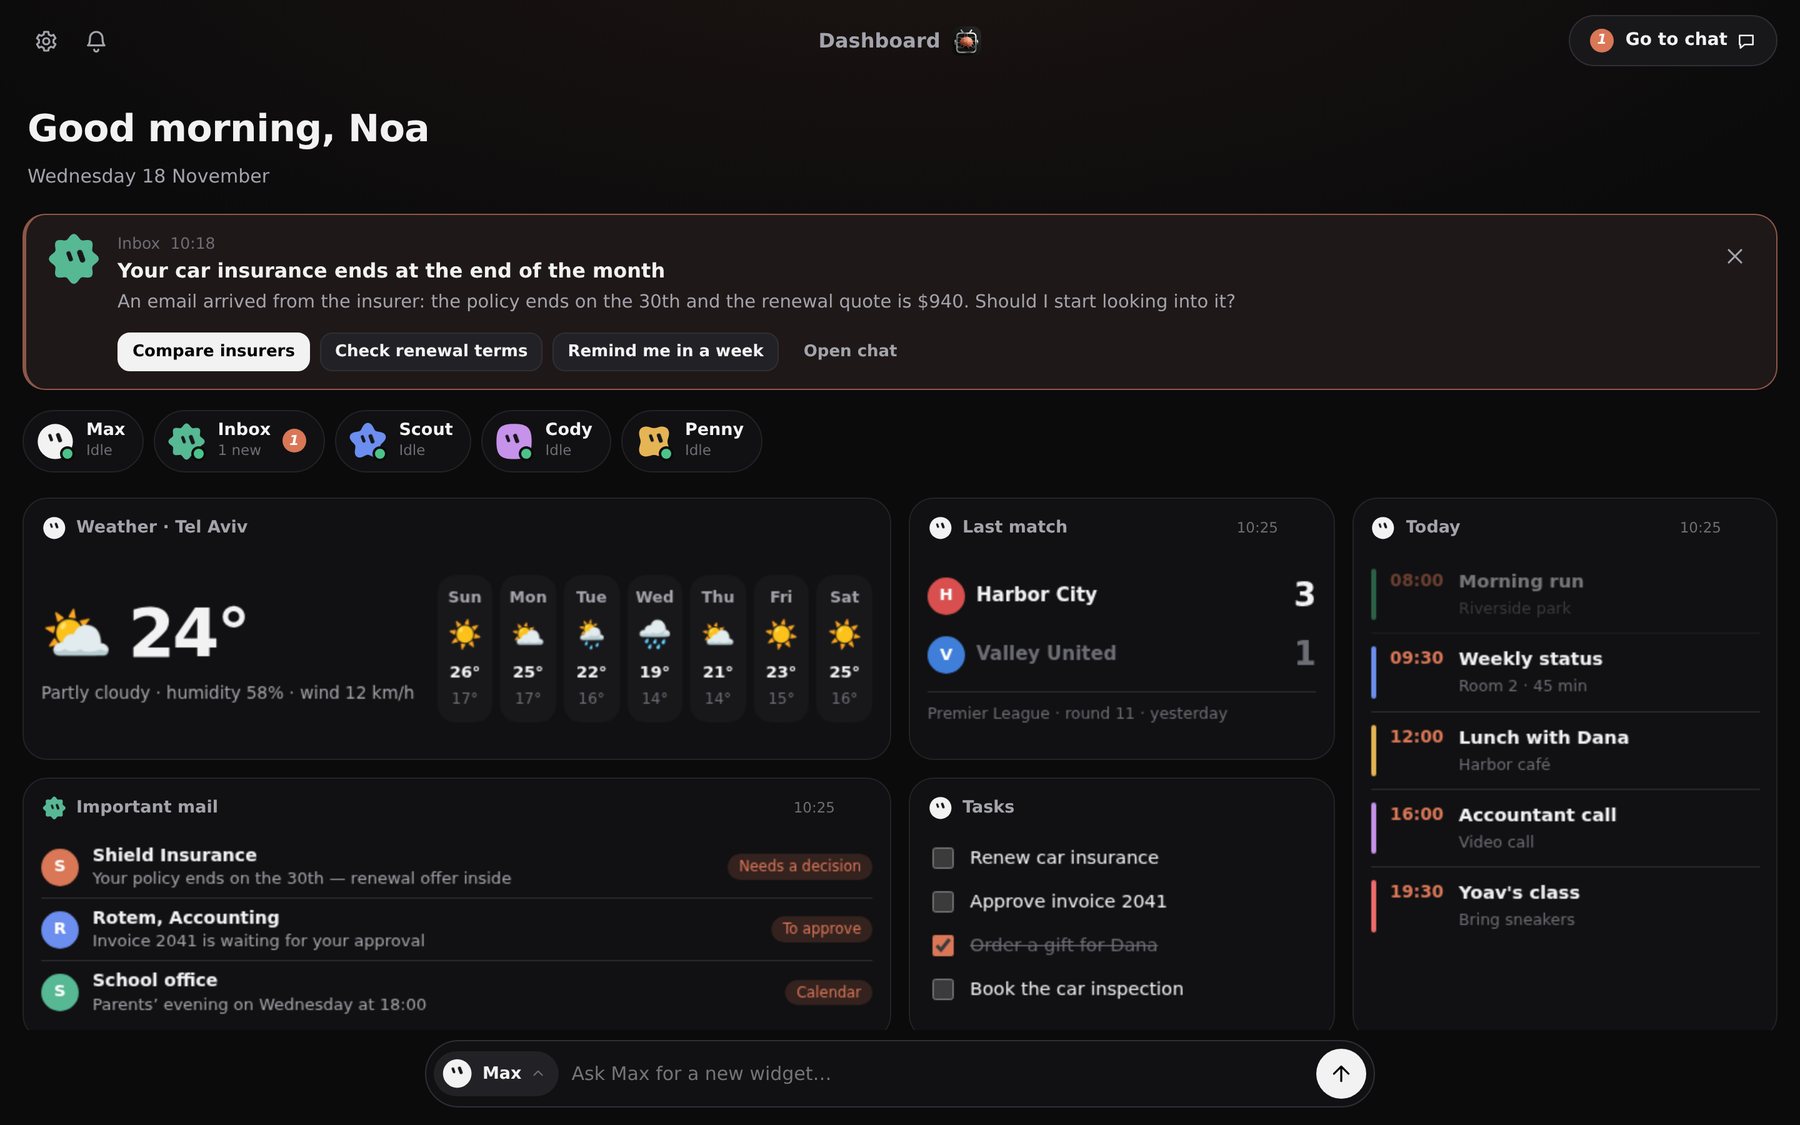 Dashboard
1 Go to chat
Good morning, Noa
Wednesday 18 November
Inbox 10:18
Your car insurance ends at the end of the month
An email arrived from the insurer: the policy ends on the 30th and the renewal quote is $940. Should I start looking into it?
Compare insurers Check renewal terms Remind me in a week Open chat
Max
Idle
Inbox
1 new
1
Scout
Idle
Cody
Idle
Penny
Idle
Weather · Tel Aviv
24°
Partly cloudy · humidity 58% · wind 12 km/h
Sun Mon Tue Wed Thu Fri Sat
26° 25° 22° 19° 21° 23° 25°
17° 17° 16° 14° 14° 15° 16°
Last match 10:25
H Harbor City 3
V Valley United 1
Premier League · round 11 · yesterday
Today 10:25
08:00 Morning run
Riverside park
09:30 Weekly status
Room 2 · 45 min
12:00 Lunch with Dana
Harbor café
16:00 Accountant call
Video call
19:30 Yoav's class
Bring sneakers
Important mail 10:25
S Shield Insurance
Your policy ends on the 30th — renewal offer inside
Needs a decision
R Rotem, Accounting
Invoice 2041 is waiting for your approval
To approve
S School office
Parents’ evening on Wednesday at 18:00
Calendar
Tasks
Renew car insurance
Approve invoice 2041
Order a gift for Dana
Book the car inspection
Max Ask Max for a new widget...